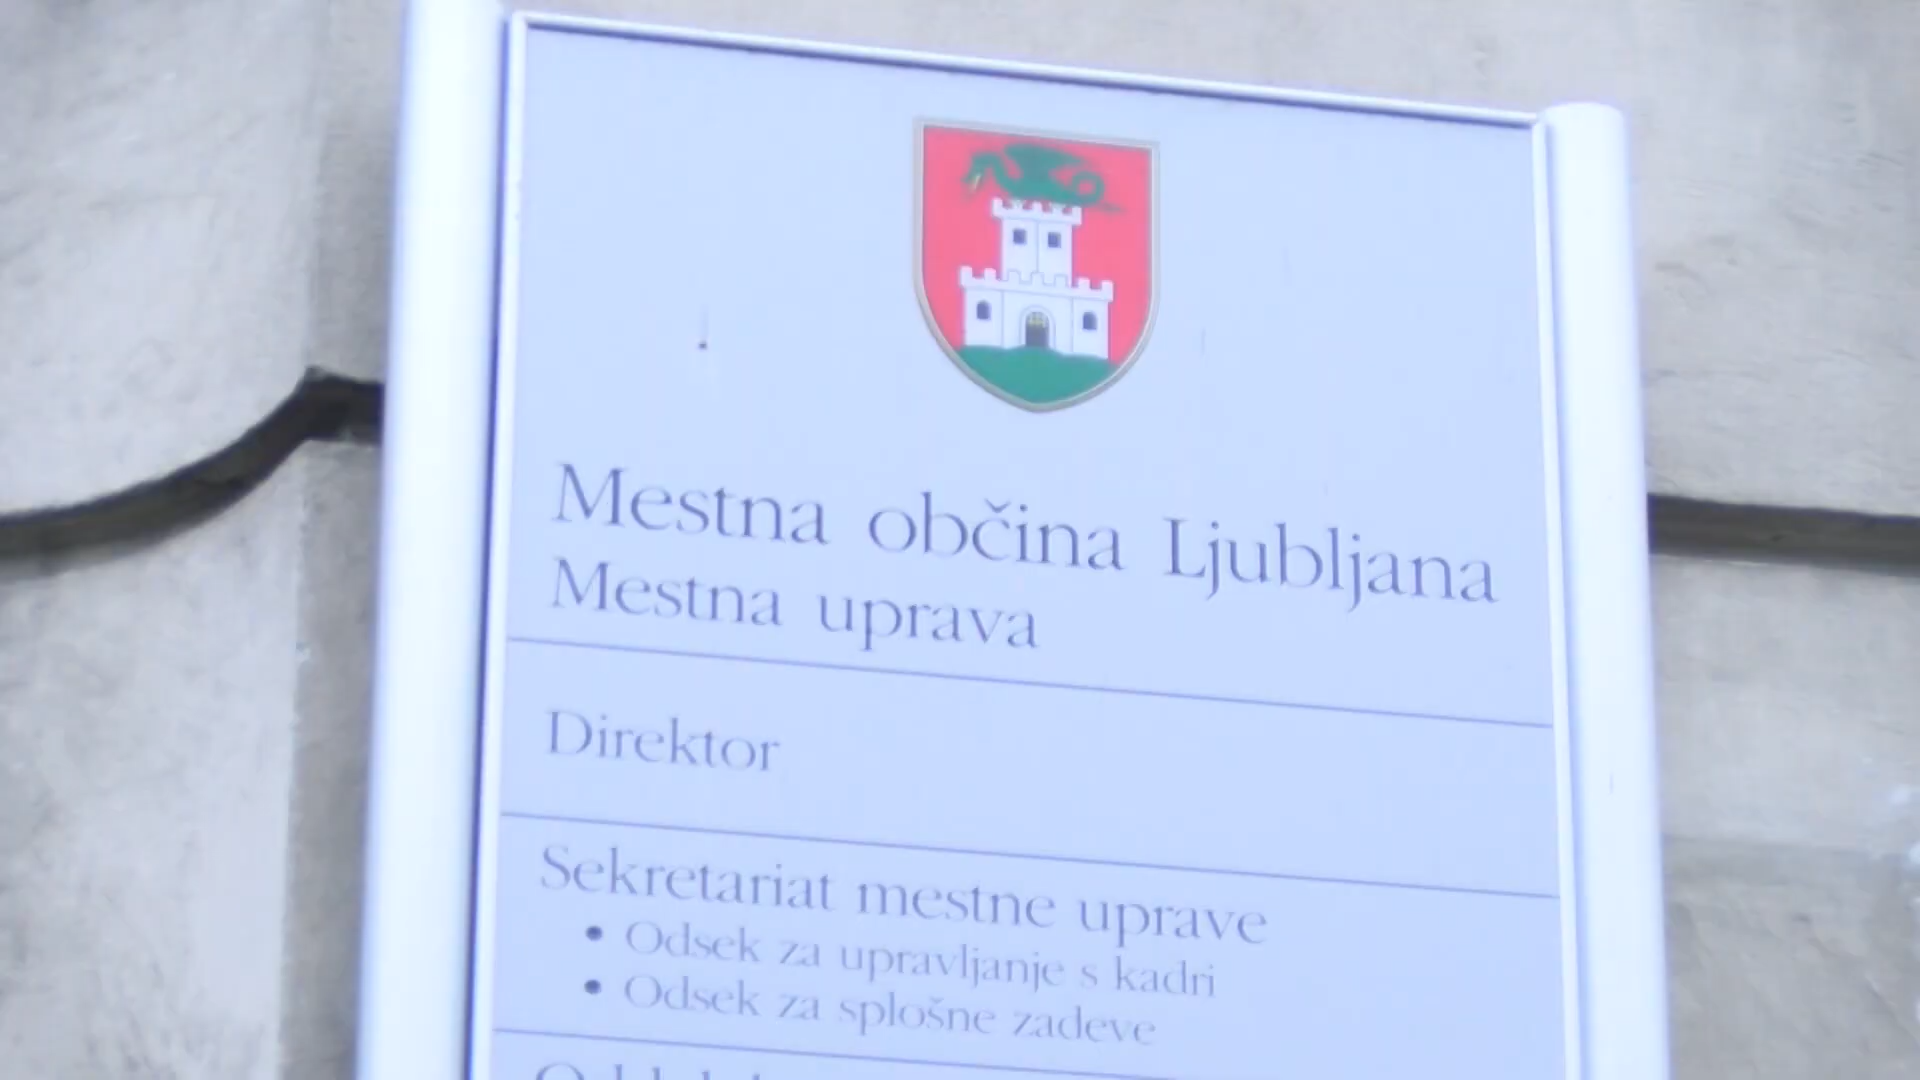 Mestna občina Ljubljana
Mestna uprava
Direktor
Sekretariat mestne uprave
• Odsek za upravljanje s kadri
• Odsek za splošne zadeve